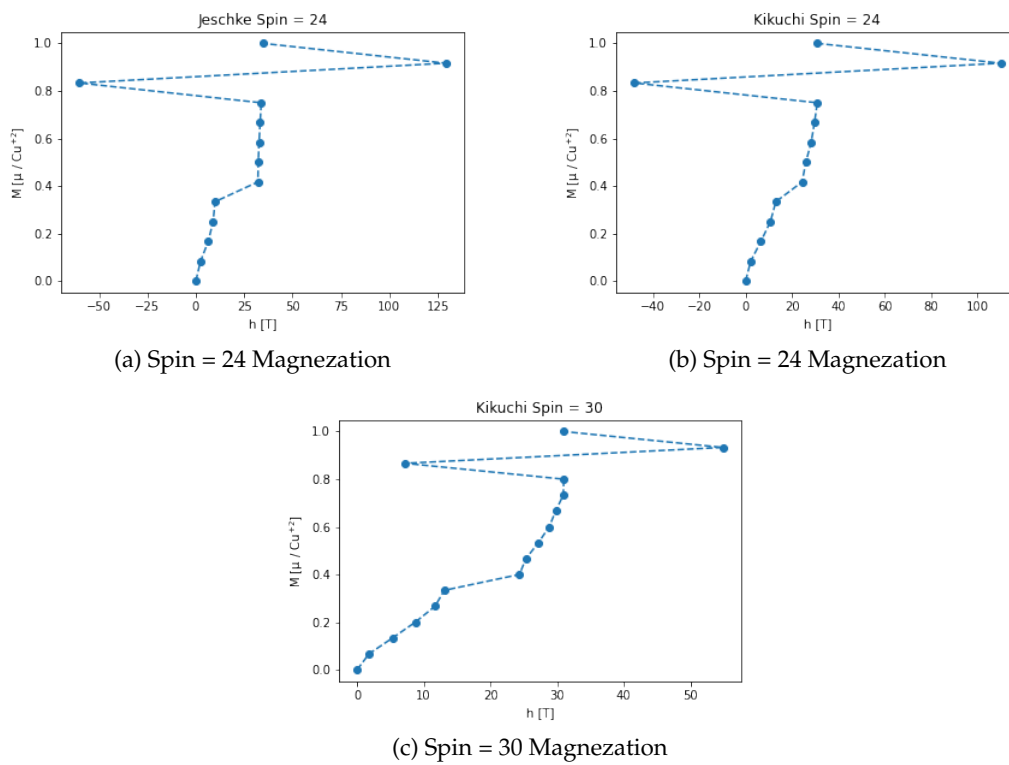 Jeschke Spin = 24
1.0
0.8
0.6
0.4
0.2
0.0
M [μ / Cu⁺²]
−50 −25 0 25 50 75 100 125
h [T]
(a) Spin = 24 Magnezation
Kikuchi Spin = 24
1.0
0.8
0.6
0.4
0.2
0.0
M [μ / Cu⁺²]
−40 −20 0 20 40 60 80 100
h [T]
(b) Spin = 24 Magnezation
Kikuchi Spin = 30
1.0
0.8
0.6
0.4
0.2
0.0
M [μ / Cu⁺²]
0 10 20 30 40 50
h [T]
(c) Spin = 30 Magnezation